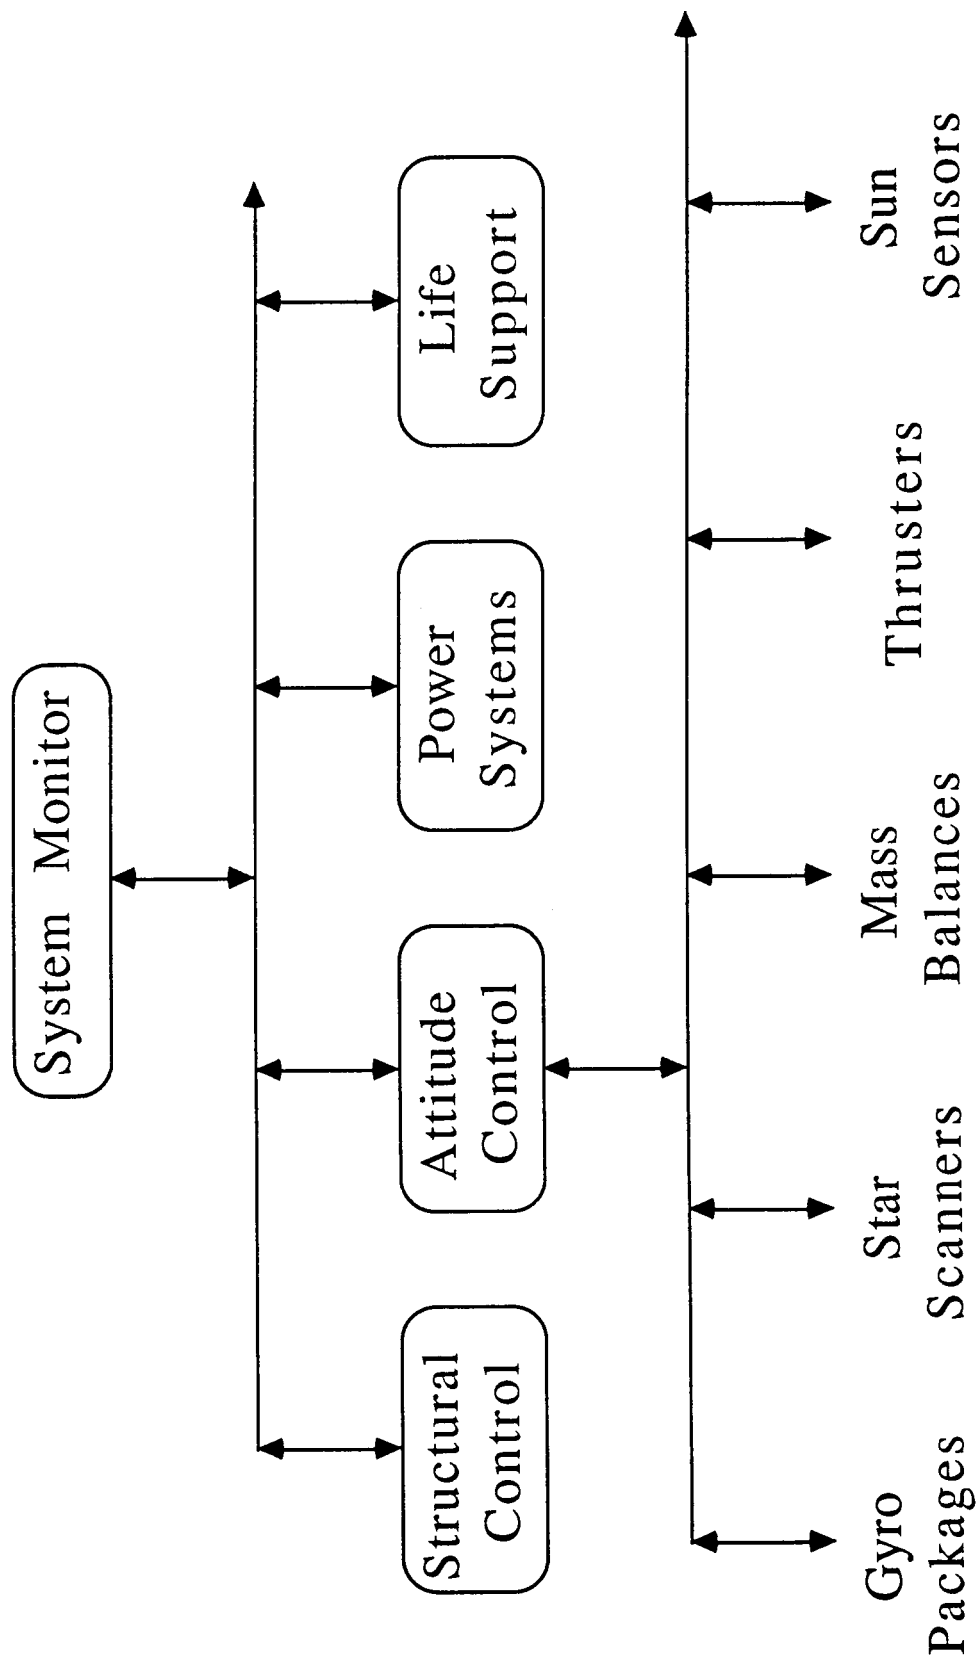 System Monitor
Structural
Control
Attitude
Control
Power
Systems
Life
Support
Gyro
Packages
Star
Scanners
Mass
Balances
Thrusters
Sun
Sensors